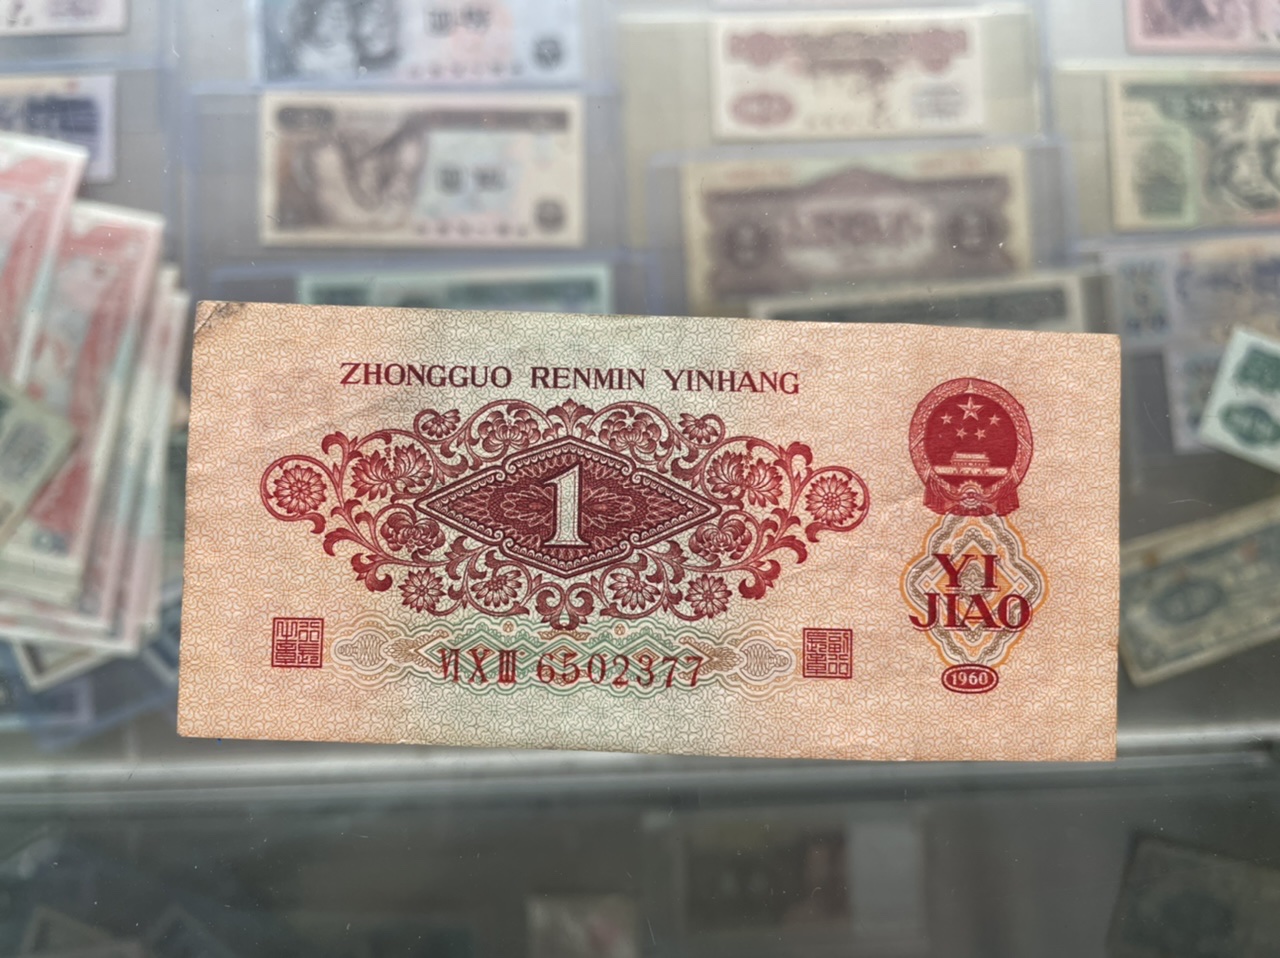 ZHONGGUO RENMIN YINHANG
1
YI
JIAO
VI X III 6502377
1960